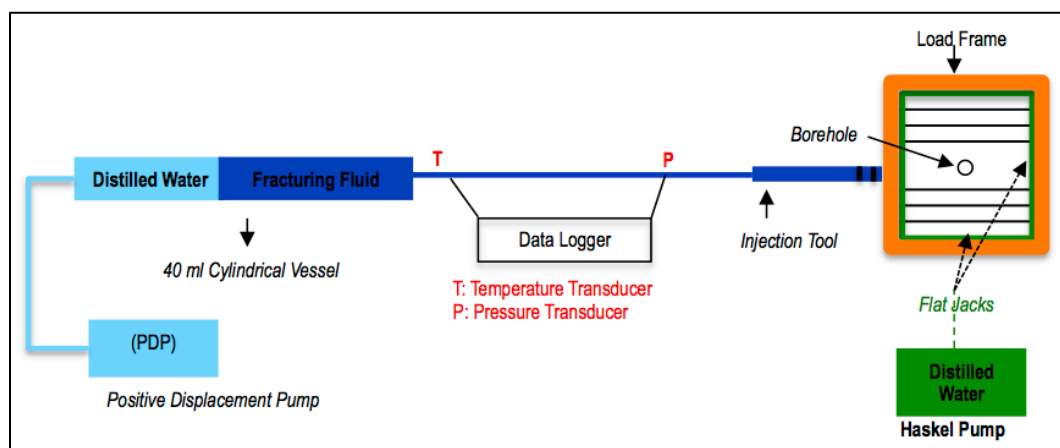 Load Frame
Borehole
T
P
Distilled Water
Fracturing Fluid
Data Logger
Injection Tool
40 ml Cylindrical Vessel
T: Temperature Transducer
P: Pressure Transducer
Flat Jacks
(PDP)
Positive Displacement Pump
Distilled
Water
Haskel Pump